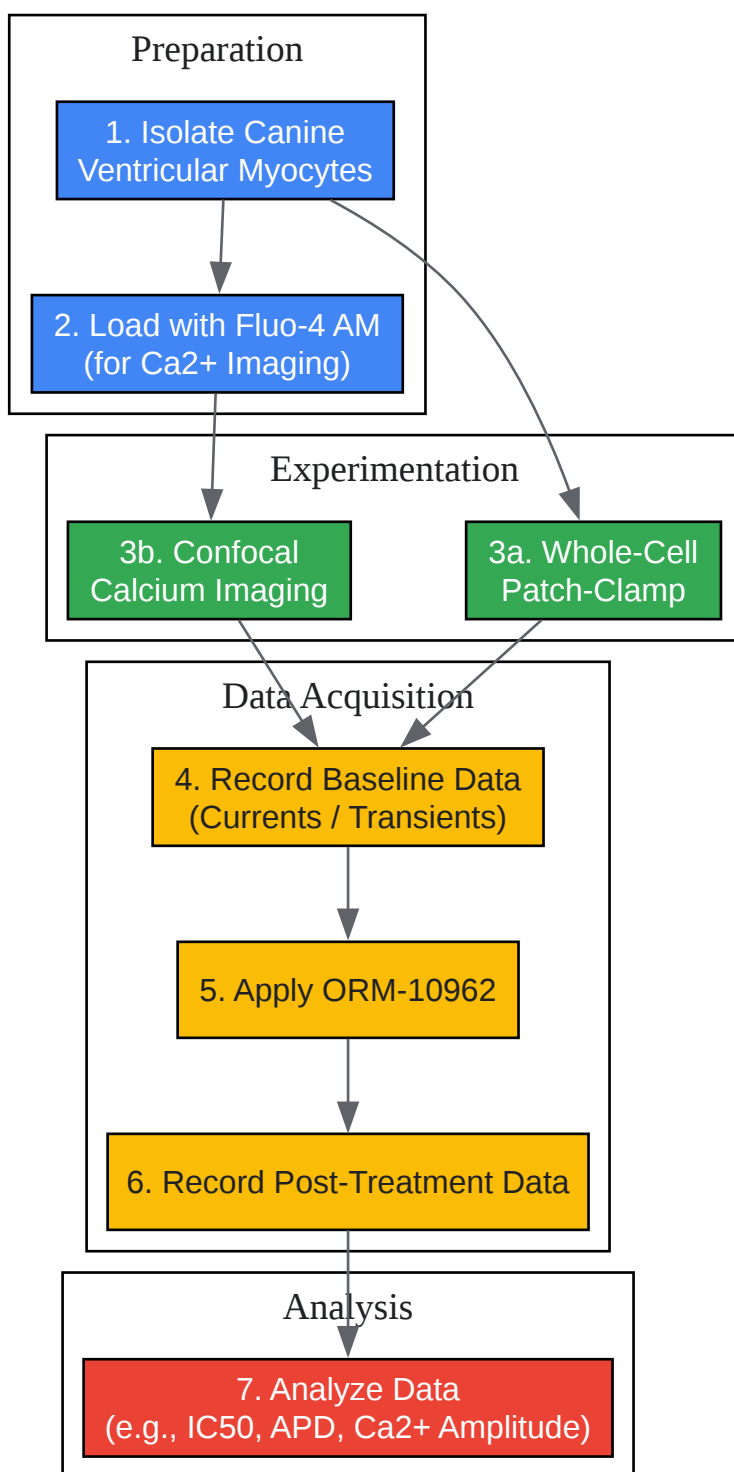 Preparation
1. Isolate Canine
Ventricular Myocytes
2. Load with Fluo-4 AM
(for Ca2+ Imaging)
Experimentation
3b. Confocal
Calcium Imaging
3a. Whole-Cell
Patch-Clamp
Data Acquisition
4. Record Baseline Data
(Currents / Transients)
5. Apply ORM-10962
6. Record Post-Treatment Data
Analysis
7. Analyze Data
(e.g., IC50, APD, Ca2+ Amplitude)